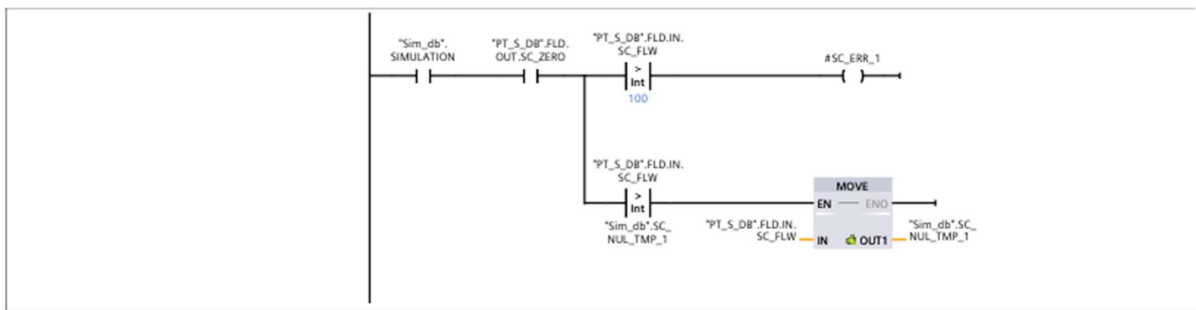 "Sim_db".
SIMULATION
"PT_S_DB".FLD.
OUT.SC_ZERO
"PT_S_DB".FLD.IN.
SC_FLW
>
Int
100
#SC_ERR_1
"PT_S_DB".FLD.IN.
SC_FLW
>
Int
"Sim_db".SC_
NUL_TMP_1
MOVE
EN
ENO
"PT_S_DB".FLD.IN.
SC_FLW
IN
OUT1
"Sim_db".SC_
NUL_TMP_1